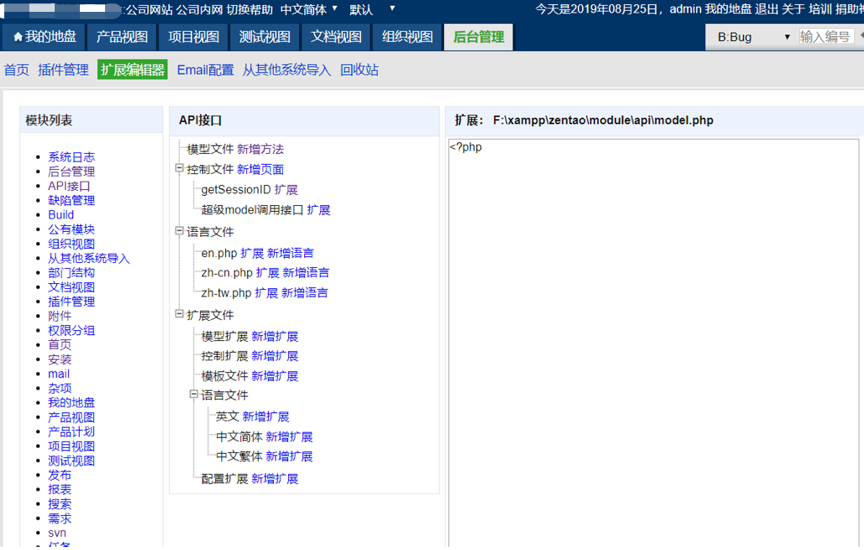 :公司网站 公司内网 切换帮助 中文简体 默认 今天是2019年08月25日，admin 我的地盘 退出 关于 培训 捐助
我的地盘 产品视图 项目视图 测试视图 文档视图 组织视图 后台管理 B:Bug 输入编号
首页 插件管理 扩展编辑器 Email配置 从其他系统导入 回收站
模块列表
系统日志
后台管理
API接口
缺陷管理
Build
公有模块
组织视图
从其他系统导入
部门结构
文档视图
插件管理
附件
权限分组
首页
安装
mail
杂项
我的地盘
产品视图
产品计划
项目视图
测试视图
发布
报表
搜索
需求
svn
任务
API接口
模型文件 新增方法
控制文件 新增页面
getSessionID 扩展
超级model调用接口 扩展
语言文件
en.php 扩展 新增语言
zh-cn.php 扩展 新增语言
zh-tw.php 扩展 新增语言
扩展文件
模型扩展 新增扩展
控制扩展 新增扩展
模板文件 新增扩展
语言文件
英文 新增扩展
中文简体 新增扩展
中文繁体 新增扩展
配置扩展 新增扩展
扩展： F:\xampp\zentao\module\api\model.php
<?php